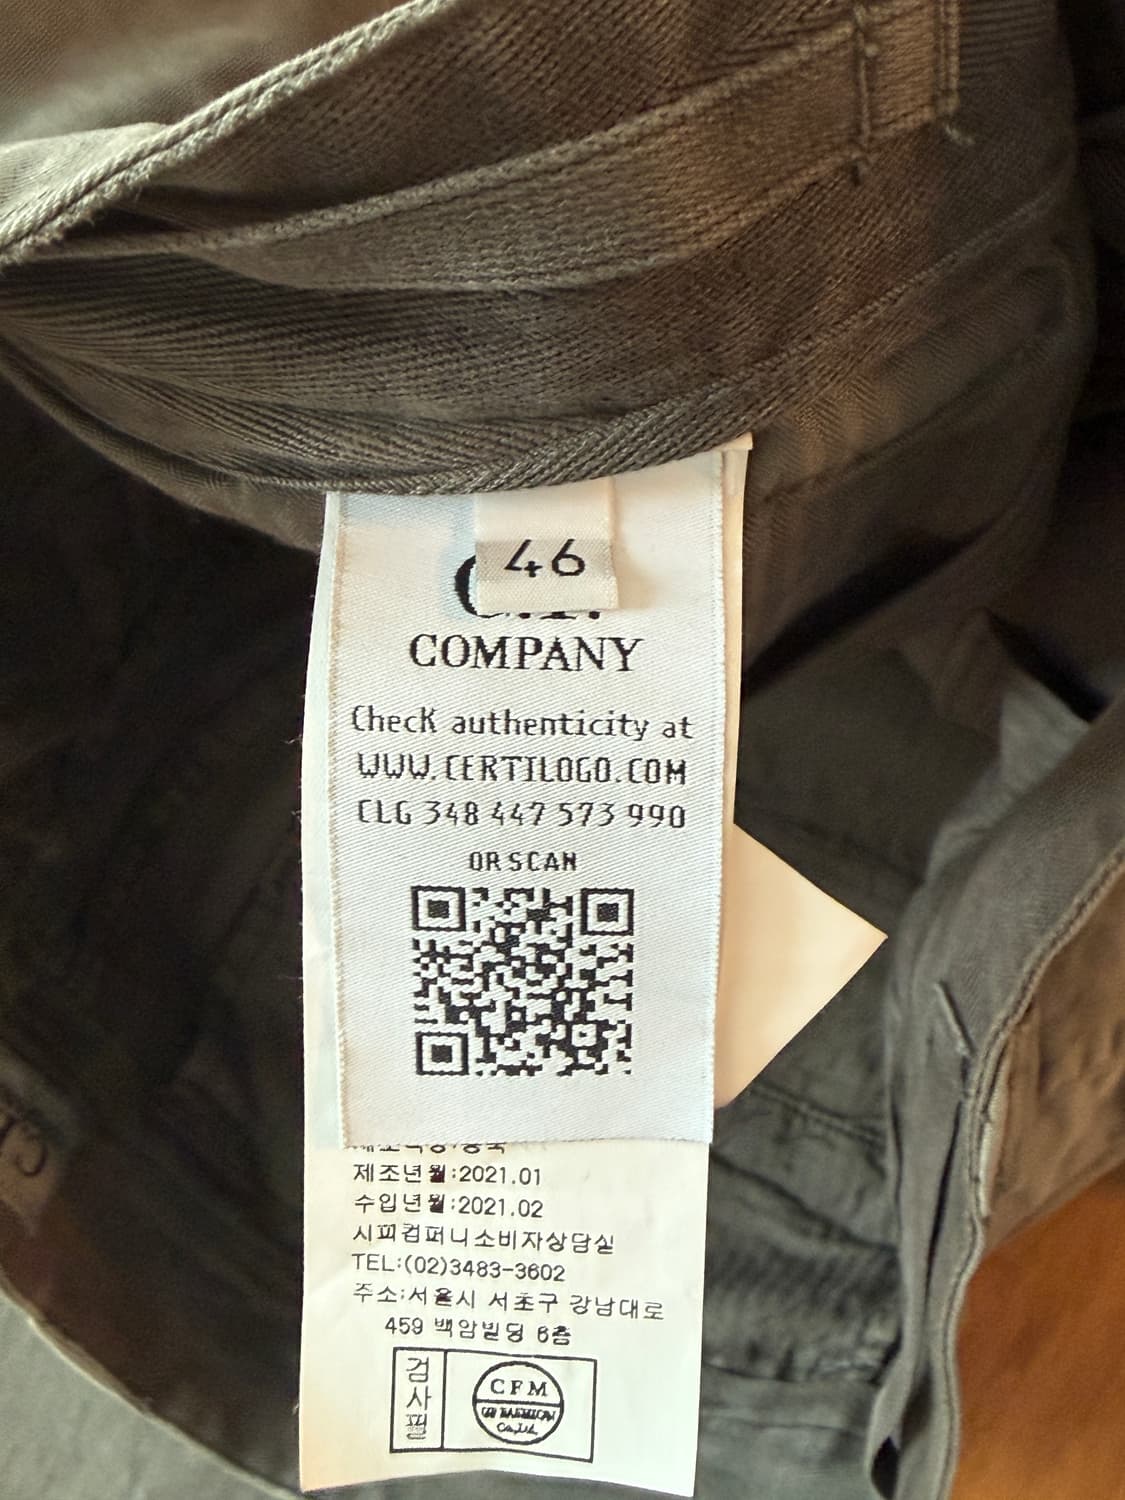 46
COMPANY
Check authenticity at
WWW.CERTILOGO.COM
CLG 348 447 573 990
OR SCAN
제조년월:2021.01
수입년월:2021.02
시피컴퍼니소비자상담실
TEL:(02)3483-3602
주소:서울시 서초구 강남대로
459 백암빌딩 6층
검사필
CFM
FASHION
Co.,Ltd.